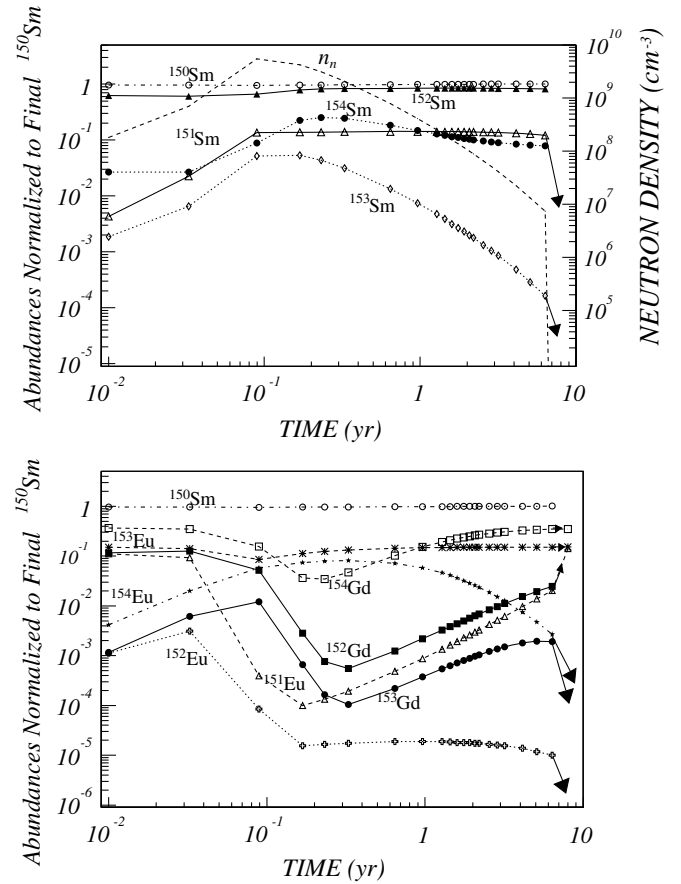 Abundances Normalized to Final ¹⁵⁰Sm
1
10⁻¹
10⁻²
10⁻³
10⁻⁴
10⁻⁵
n_n
¹⁵⁰Sm
¹⁵⁴Sm
¹⁵²Sm
¹⁵¹Sm
¹⁵³Sm
10¹⁰
10⁹
10⁸
10⁷
10⁶
10⁵
NEUTRON DENSITY (cm⁻³)
10⁻² 10⁻¹ 1 10
TIME (yr)
Abundances Normalized to Final ¹⁵⁰Sm
1
10⁻¹
10⁻²
10⁻³
10⁻⁴
10⁻⁵
10⁻⁶
¹⁵⁰Sm
¹⁵³Eu
¹⁵⁴Eu
¹⁵⁴Gd
¹⁵²Gd
¹⁵²Eu
¹⁵¹Eu
¹⁵³Gd
10⁻² 10⁻¹ 1 10
TIME (yr)